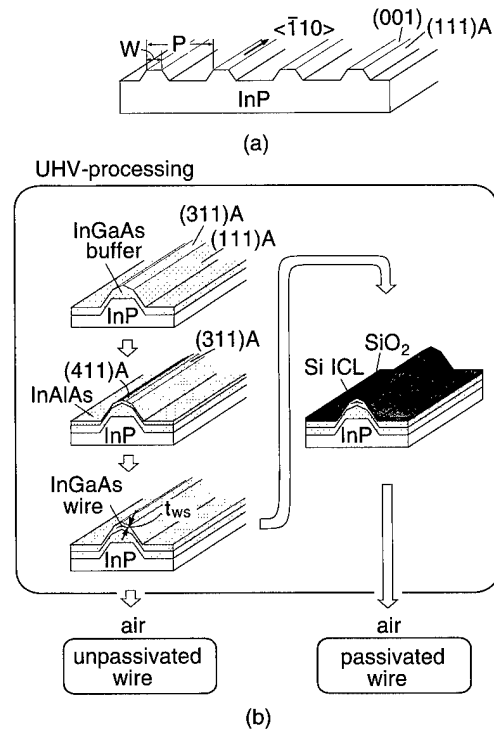 W
P
<1̄10>
(001)
(111)A
InP
(a)
UHV-processing
InGaAs
buffer
(311)A
(111)A
InP
(411)A
(311)A
InAlAs
InP
InGaAs
wire
tws
InP
SiO2
Si ICL
InP
air
unpassivated
wire
air
passivated
wire
(b)